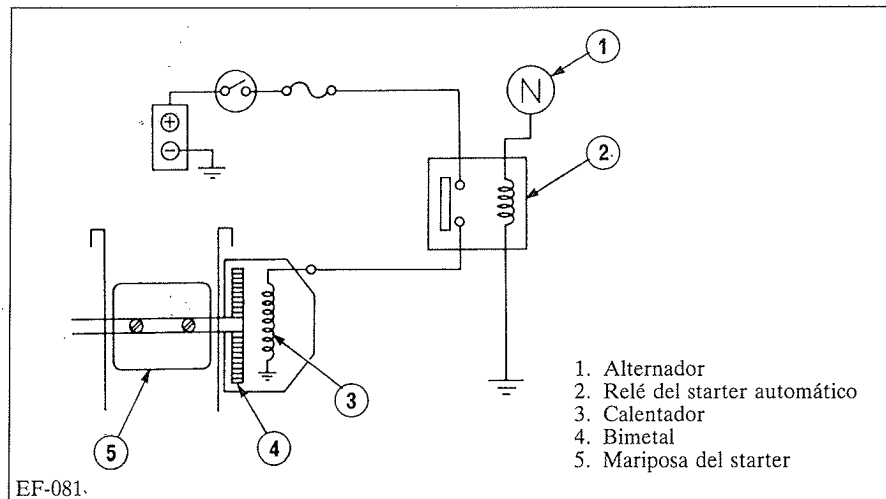 1
N
2
+
−
3
4
5
1. Alternador
2. Relé del starter automático
3. Calentador
4. Bimetal
5. Mariposa del starter
EF-081